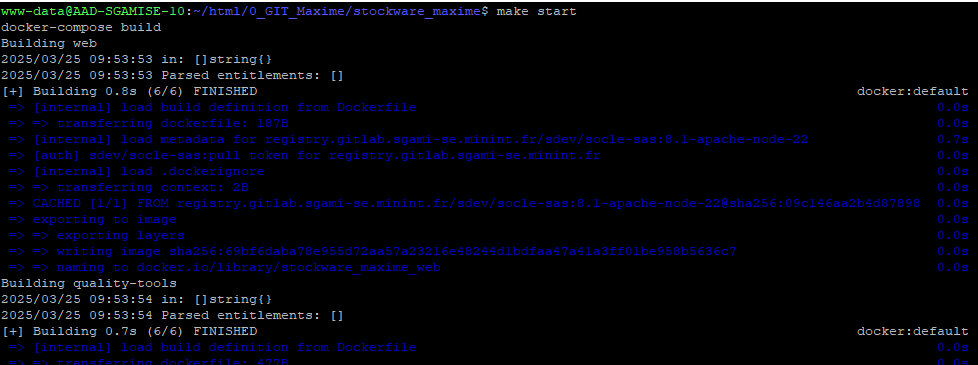 www-data@AAD-SGAMISE-10:~/html/0_GIT_Maxime/stockware_maxime$ make start
docker-compose build
Building web
2025/03/25 09:53:53 in: []string{}
2025/03/25 09:53:53 Parsed entitlements: []
[+] Building 0.8s (6/6) FINISHED docker:default
=> [internal] load build definition from Dockerfile 0.0s
=> => transferring dockerfile: 187B 0.0s
=> [internal] load metadata for registry.gitlab.sgami-se.minint.fr/sdev/socle-sas:8.1-apache-node-22 0.7s
=> [auth] sdev/socle-sas:pull token for registry.gitlab.sgami-se.minint.fr 0.0s
=> [internal] load .dockerignore 0.0s
=> => transferring context: 2B 0.0s
=> CACHED [1/1] FROM registry.gitlab.sgami-se.minint.fr/sdev/socle-sas:8.1-apache-node-22@sha256:09c146aa2b4d87898 0.0s
=> exporting to image 0.0s
=> => exporting layers 0.0s
=> => writing image 0.0s
=> => naming to docker.io/library/stockware_maxime_web 0.0s
Building quality-tools
2025/03/25 09:53:54 in: []string{}
2025/03/25 09:53:54 Parsed entitlements: []
[+] Building 0.7s (6/6) FINISHED docker:default
=> [internal] load build definition from Dockerfile 0.0s
=> => transferring dockerfile: 0.0s